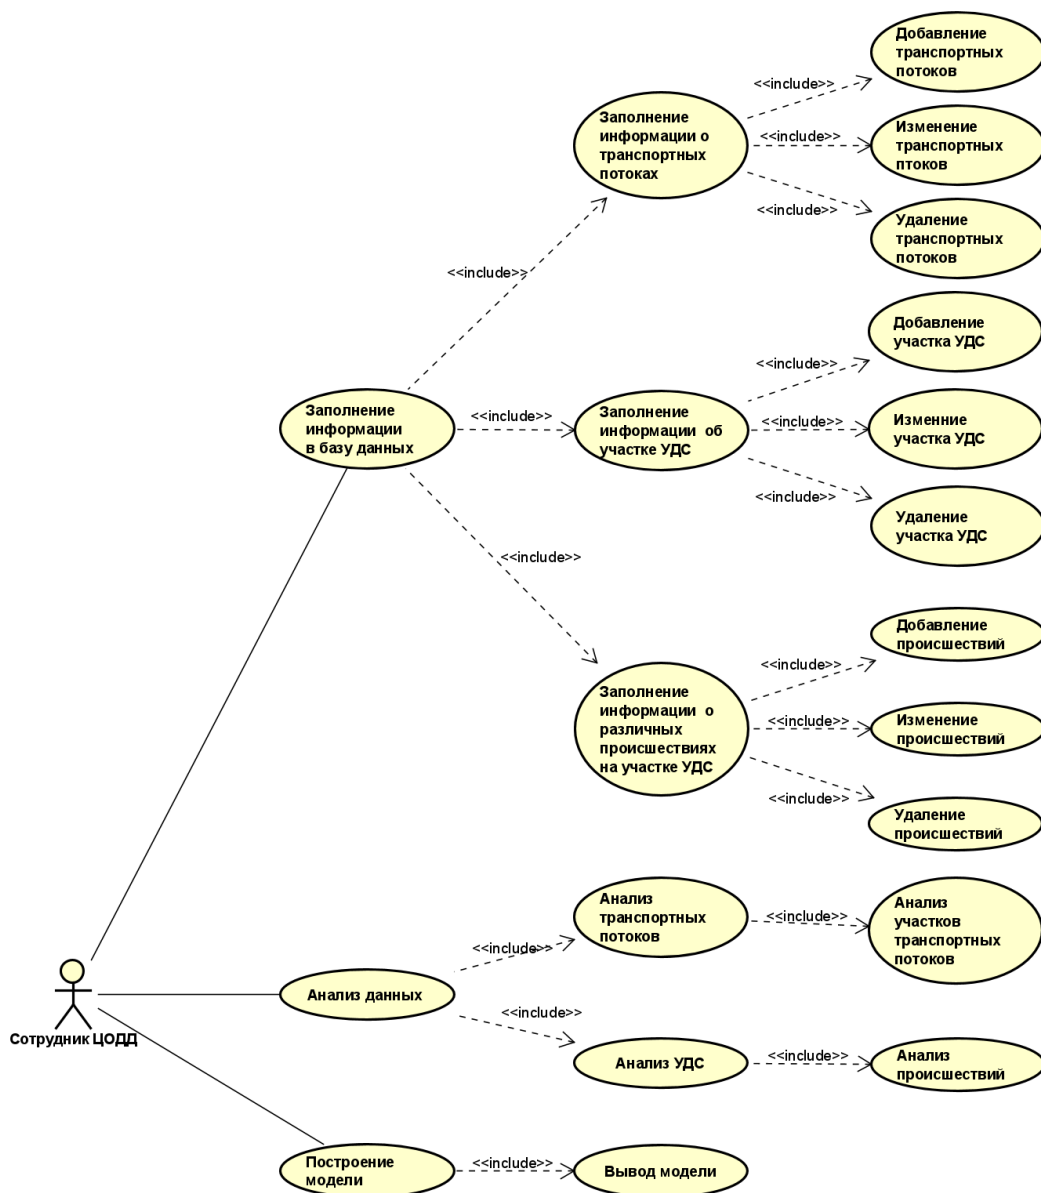 Добавление
транспортных
потоков
<<include>>
Заполнение
информации о
транспортных
потоках
<<include>>
Изменение
транспортных
птоков
<<include>>
Удаление
транспортных
потоков
<<include>>
Добавление
участка УДС
<<include>>
Заполнение
информации
в базу данных
<<include>>
Заполнение
информации об
участке УДС
<<include>>
Изменние
участка УДС
<<include>>
Удаление
участка УДС
<<include>>
Добавление
происшествий
<<include>>
Заполнение
информации о
различных
происшествиях
на участке УДС
<<include>>
Изменение
происшествий
<<include>>
Удаление
происшествий
Анализ
транспортных
потоков
<<include>>
Анализ
участков
транспортных
потоков
<<include>>
Анализ данных
<<include>>
Сотрудник ЦОДД
Анализ УДС
<<include>>
Анализ
происшествий
Построение
модели
<<include>>
Вывод модели